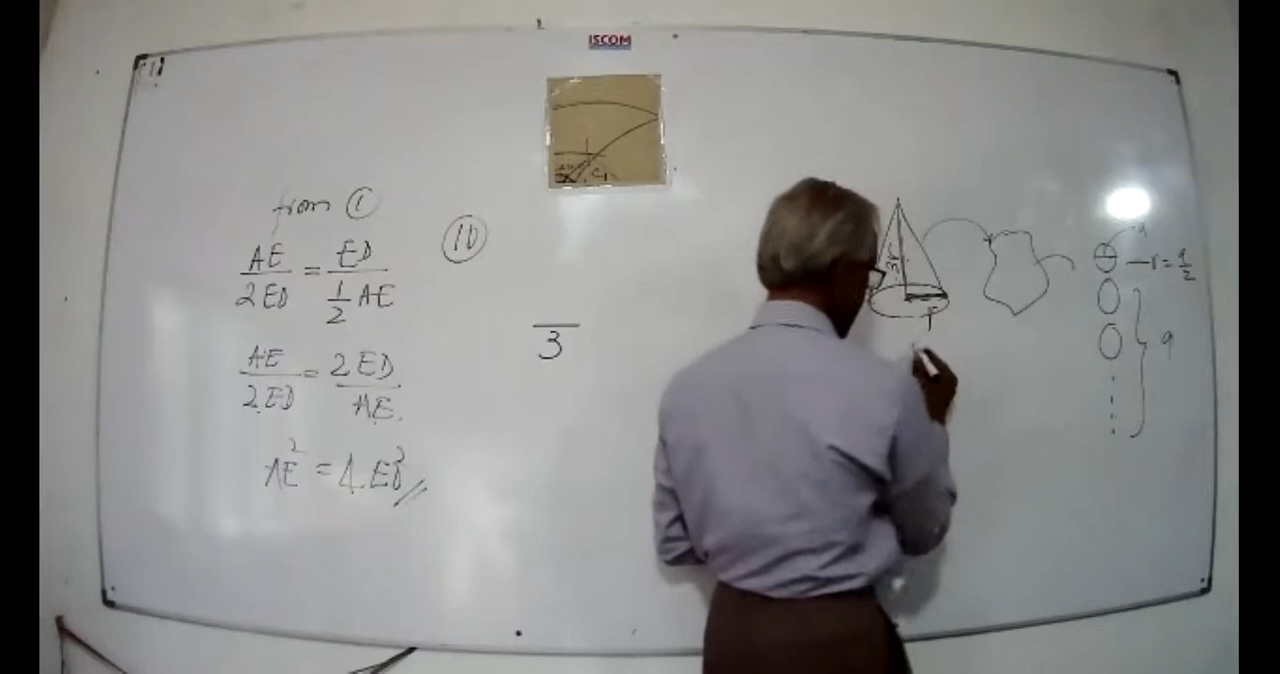 ISCOM
from ①
AE/2ED = ED/½AE
AE/2ED = 2ED/AE
AE² = 4.ED²//
⑩
3
3r
r
a
r = a/2
9